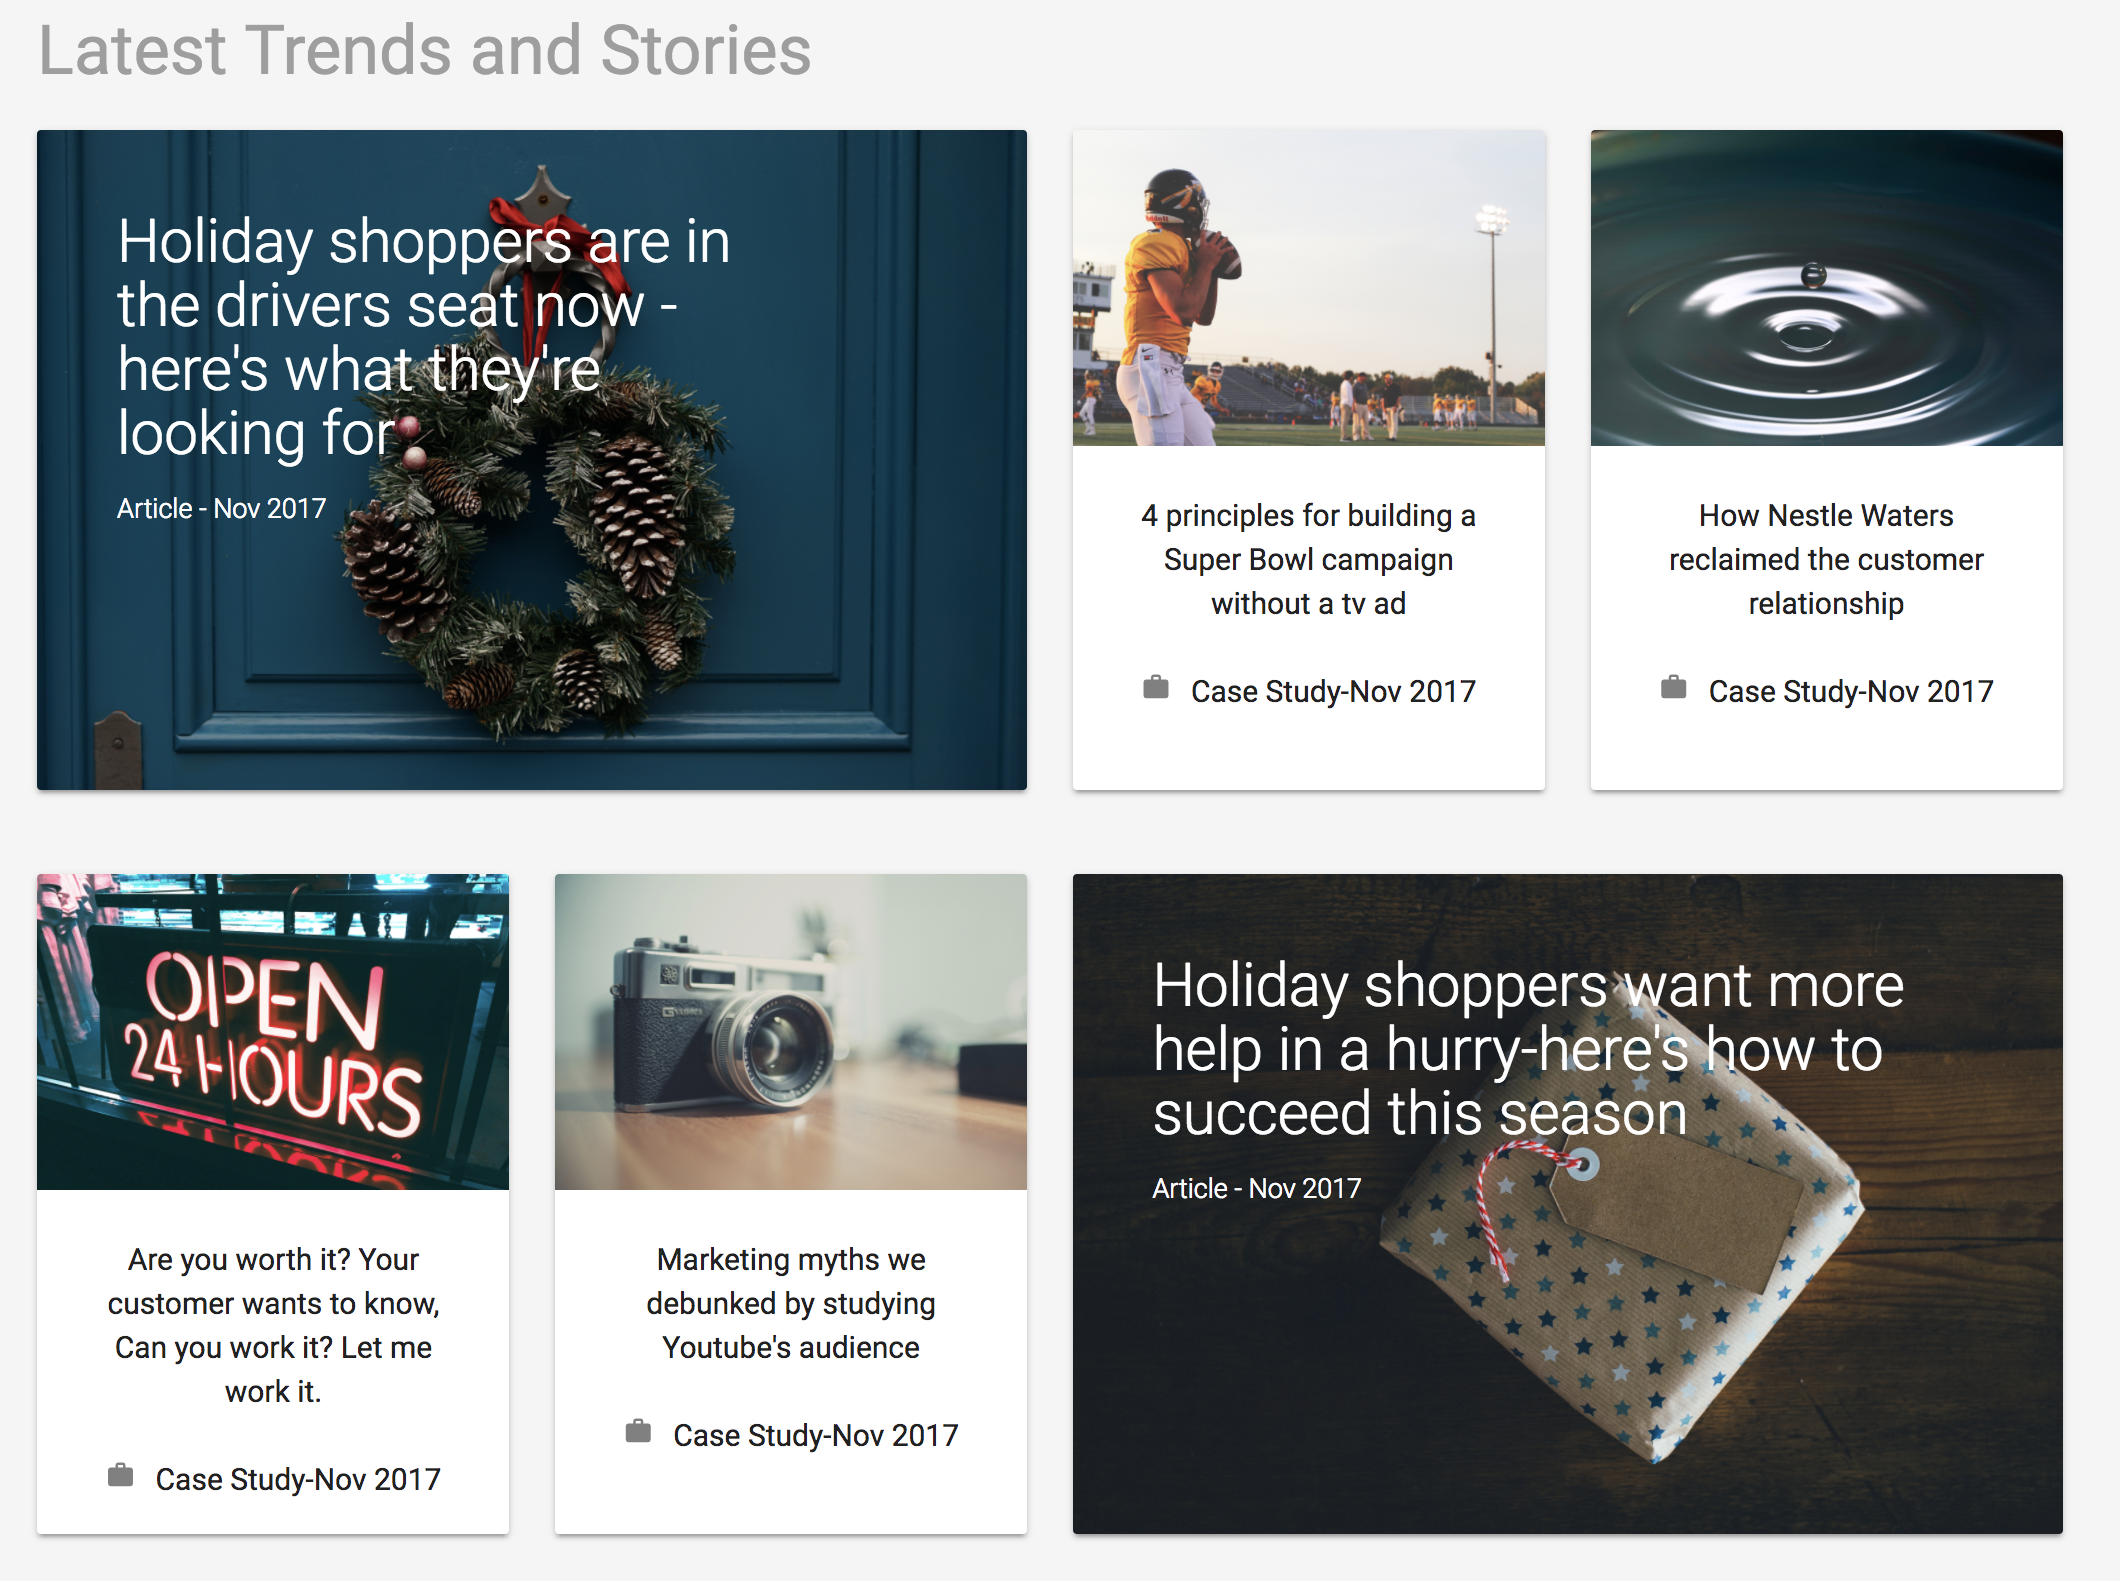 Latest Trends and Stories
Holiday shoppers are in
the drivers seat now -
here's what they're
looking for
Article - Nov 2017
4 principles for building a
Super Bowl campaign
without a tv ad
Case Study-Nov 2017
How Nestle Waters
reclaimed the customer
relationship
Case Study-Nov 2017
OPEN
24 HOURS
Are you worth it? Your
customer wants to know,
Can you work it? Let me
work it.
Case Study-Nov 2017
Marketing myths we
debunked by studying
Youtube's audience
Case Study-Nov 2017
Holiday shoppers want more
help in a hurry-here's how to
succeed this season
Article - Nov 2017